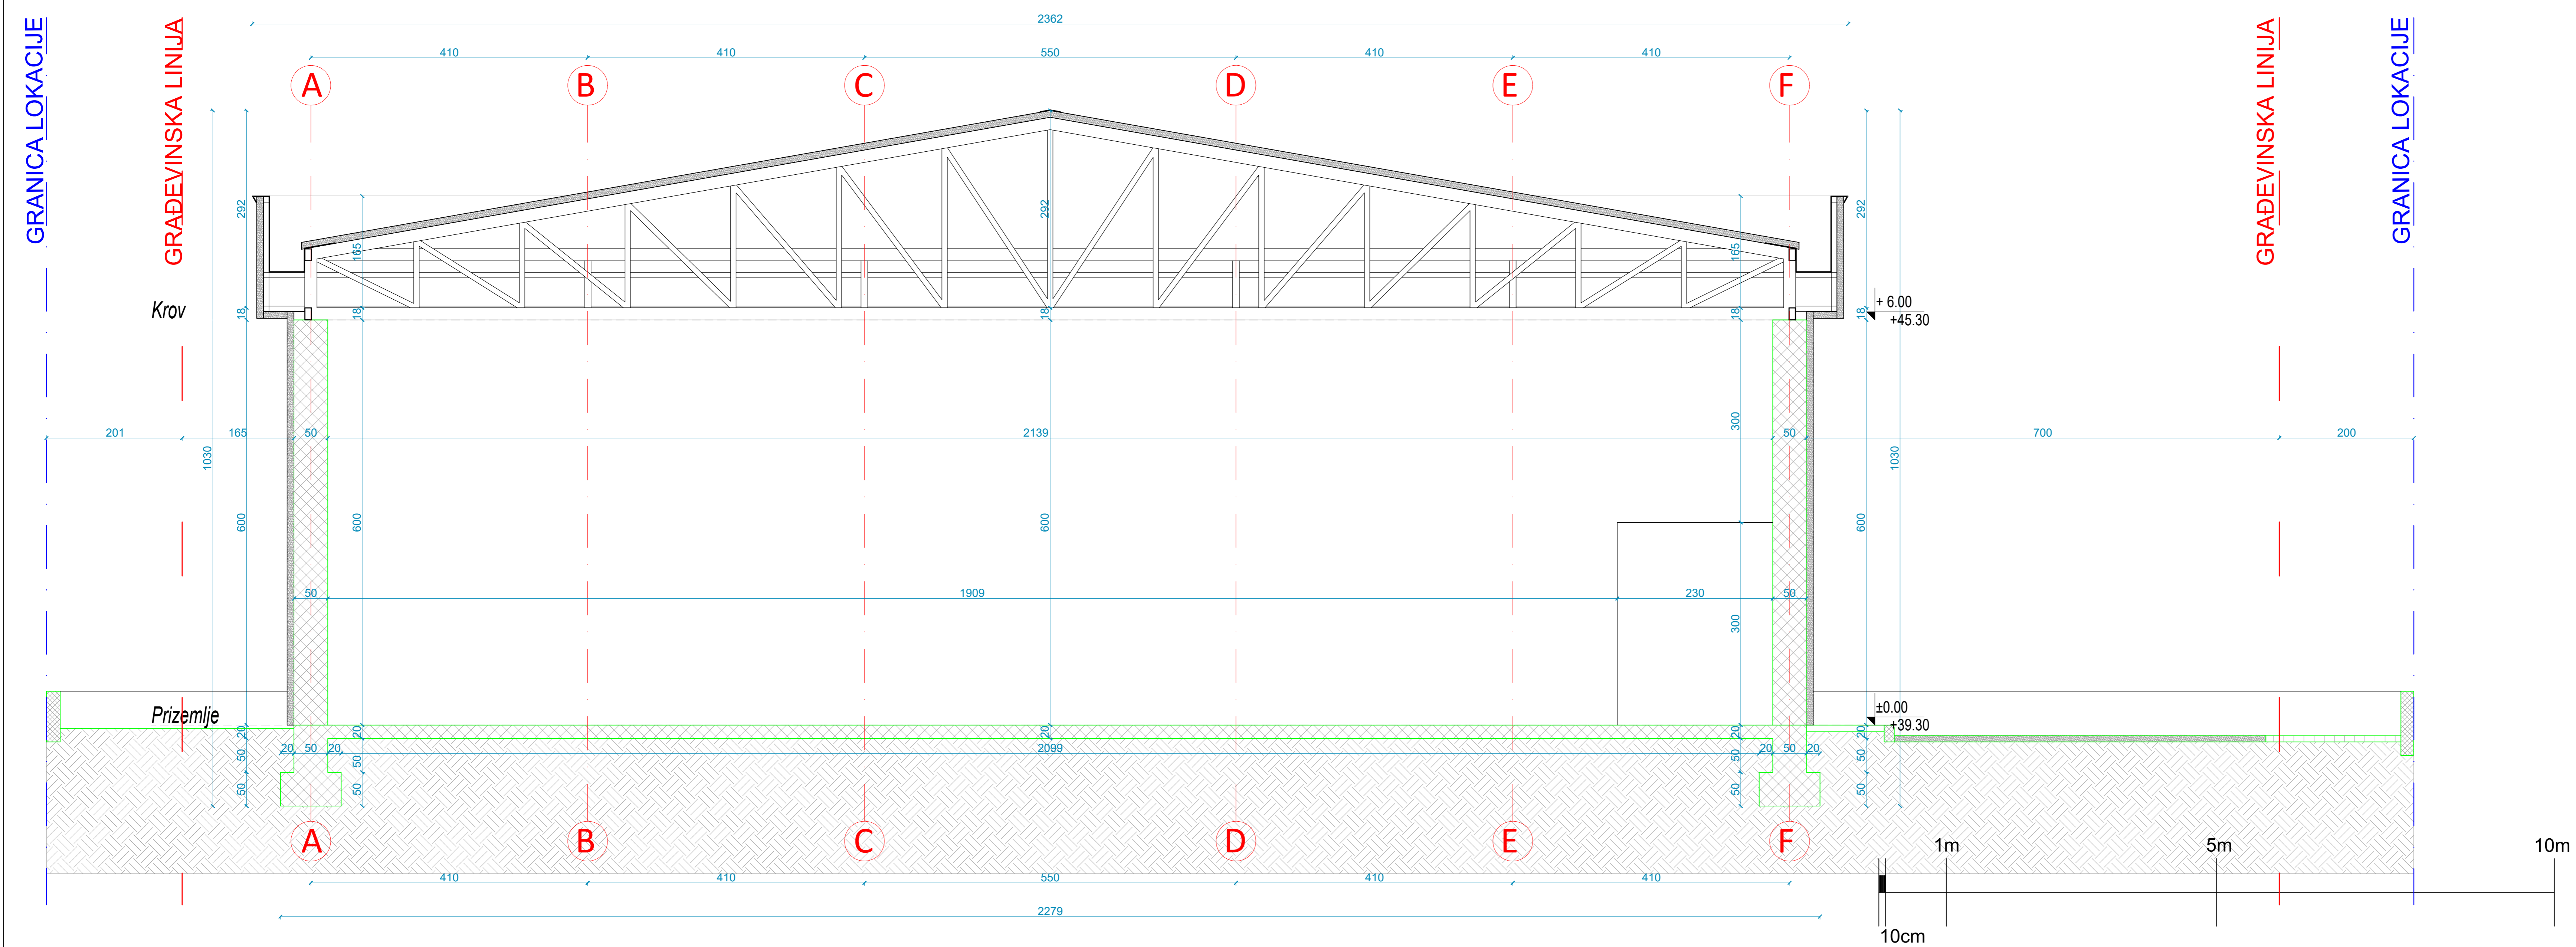 GRANICA LOKACIJE
GRAĐEVINSKA LINIJA
GRAĐEVINSKA LINIJA
GRANICA LOKACIJE
2362
410 410 550 410 410
A B C D E F
292 292 292
165 165
18 18 18 18 18
Krov
+ 6.00
+45.30
201 165 50 2139 50 700 200
1030 300 1030
600 600 600 600
50 1909 230 50
300
Prizemlje
±0.00
+39.30
20 20 20 20 20
20 50 20 2099 20 50 20
50 50 50 50
50 50 50 50
A B C D E F
410 410 550 410 410
2279
1m 5m 10m
10cm